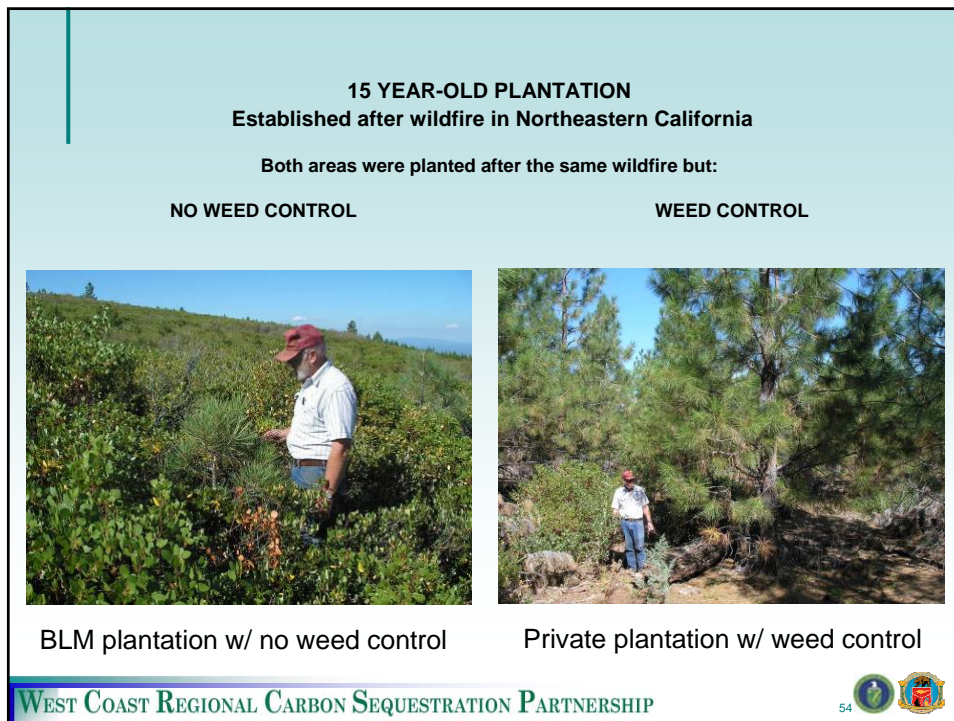 15 YEAR-OLD PLANTATION
Established after wildfire in Northeastern California
Both areas were planted after the same wildfire but:
NO WEED CONTROL
WEED CONTROL
BLM plantation w/ no weed control
Private plantation w/ weed control
WEST COAST REGIONAL CARBON SEQUESTRATION PARTNERSHIP
54